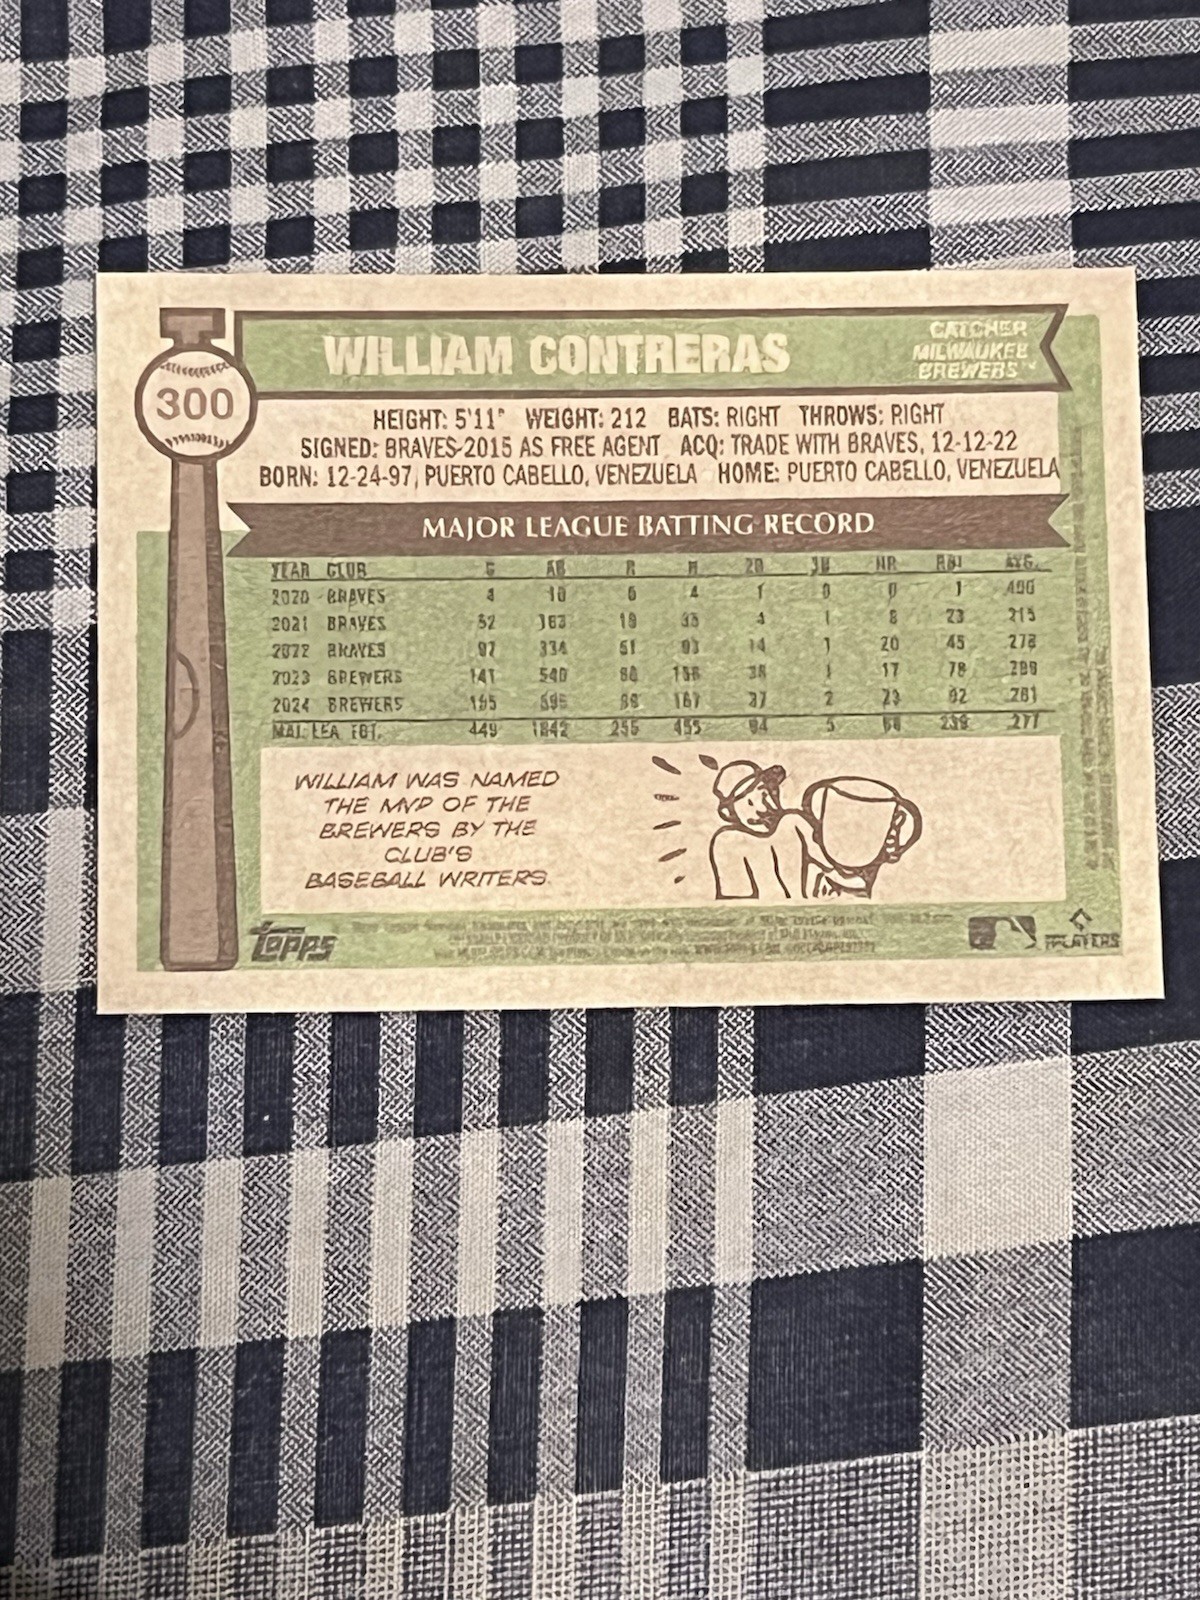 WILLIAM CONTRERAS
CATCHER
MILWAUKEE
BREWERS™
300
HEIGHT: 5'11" WEIGHT: 212 BATS: RIGHT THROWS: RIGHT
SIGNED: BRAVES-2015 AS FREE AGENT ACQ: TRADE WITH BRAVES, 12-12-22
BORN: 12-24-97, PUERTO CABELLO, VENEZUELA HOME: PUERTO CABELLO, VENEZUELA
MAJOR LEAGUE BATTING RECORD
YEAR CLUB G AB R H 2B 3B HR RBI AVG.
2020 BRAVES 4 10 0 4 1 0 0 1 .400
2021 BRAVES 52 163 19 35 4 1 8 23 .215
2022 BRAVES 97 334 51 93 14 1 20 45 .278
2023 BREWERS 141 540 86 156 38 1 17 78 .289
2024 BREWERS 155 595 99 167 37 2 23 92 .281
MAJ. LEA. TOT. 449 1642 255 455 94 5 68 239 .277
WILLIAM WAS NAMED
THE MVP OF THE
BREWERS BY THE
CLUB'S
BASEBALL WRITERS.
topps
PLAYERS